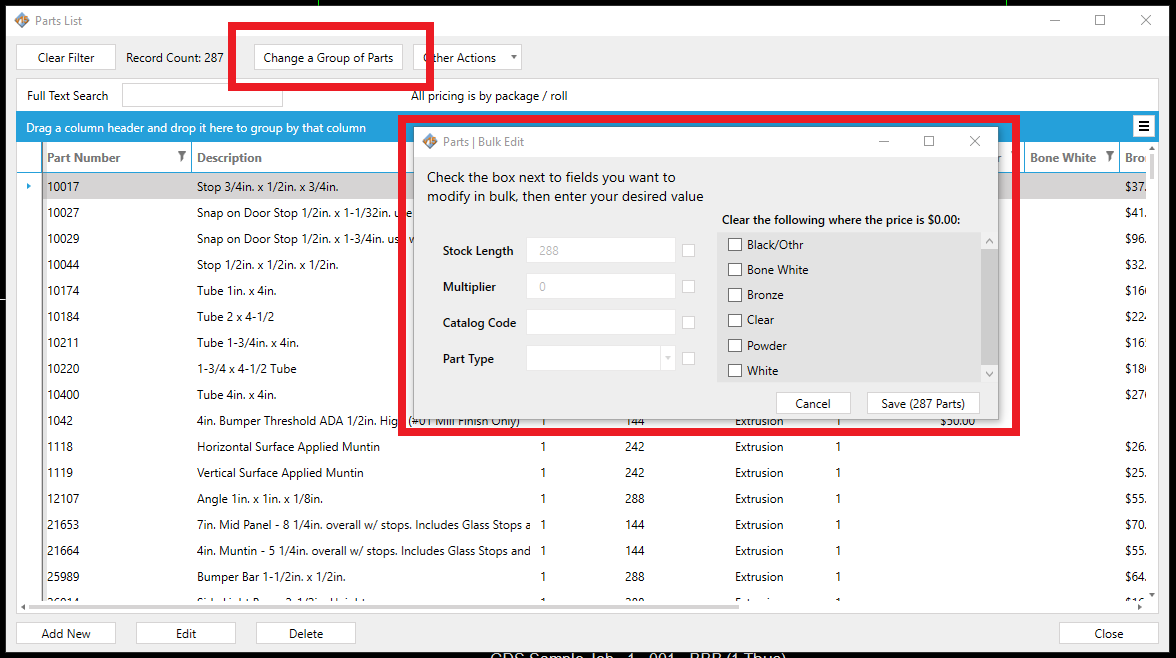 Parts List
Clear Filter Record Count: 287 Change a Group of Parts Other Actions
Full Text Search All pricing is by package / roll
Drag a column header and drop it here to group by that column
Part Number Description Bone White
10017 Stop 3/4in. x 1/2in. x 3/4in. $37.
10027 Snap on Door Stop 1/2in. x 1-1/32in. $41.
10029 Snap on Door Stop 1/2in. x 1-3/4in. $96.
10044 Stop 1/2in. x 1/2in. x 1/2in. $32.
10174 Tube 1in. x 4in.
10184 Tube 2 x 4-1/2
10211 Tube 1-3/4in. x 4in.
10220 1-3/4 x 4-1/2 Tube
10400 Tube 4in. x 4in.
1042 4in. Bumper Threshold ADA 1/2in. (#01 Mill Finish Only) 1 144 Extrusion 1 $50.00
1118 Horizontal Surface Applied Muntin 1 242 Extrusion 1 $26.
1119 Vertical Surface Applied Muntin 1 242 Extrusion 1 $25.
12107 Angle 1in. x 1in. x 1/8in. 1 288 Extrusion 1 $55.
21653 7in. Mid Panel - 8 1/4in. overall w/ stops. Includes Glass Stops a 1 144 Extrusion 1 $70.
21664 4in. Muntin - 5 1/4in. overall w/ stops. Includes Glass Stops and 1 144 Extrusion 1 $55.
25989 Bumper Bar 1-1/2in. x 1/2in. 1 288 Extrusion 1 $64.
Add New Edit Delete Close
Parts | Bulk Edit
Check the box next to fields you want to
modify in bulk, then enter your desired value
Stock Length 288
Multiplier 0
Catalog Code
Part Type
Clear the following where the price is $0.00:
Black/Othr
Bone White
Bronze
Clear
Powder
White
Cancel Save (287 Parts)